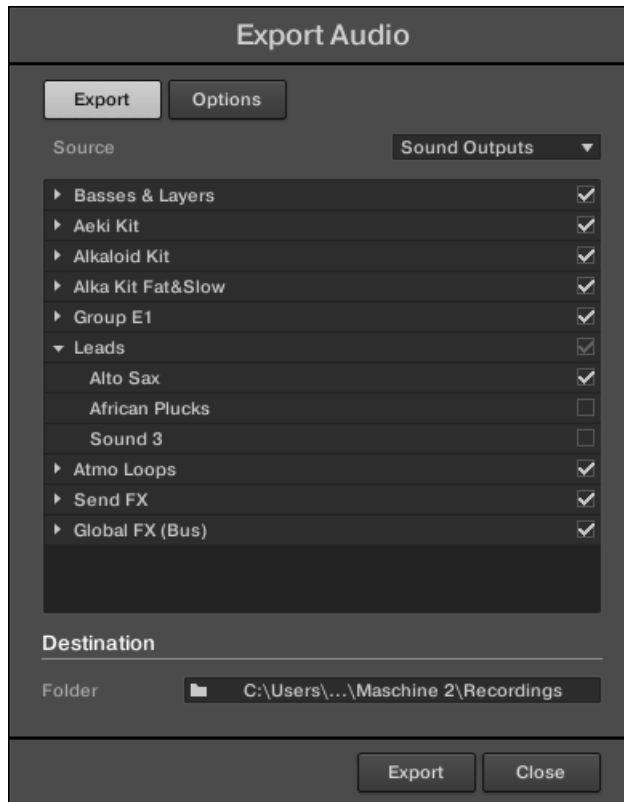 Export Audio
Export Options
Source Sound Outputs
Basses & Layers
Aeki Kit
Alkaloid Kit
Alka Kit Fat&Slow
Group E1
Leads
Alto Sax
African Plucks
Sound 3
Atmo Loops
Send FX
Global FX (Bus)
Destination
Folder C:\Users\...\Maschine 2\Recordings
Export Close